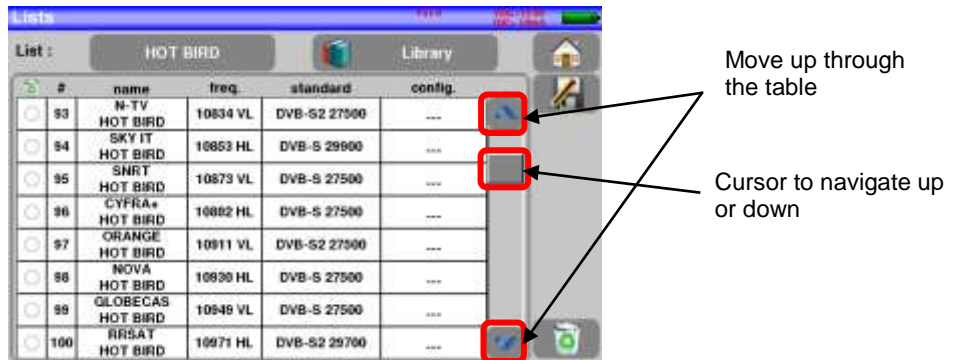 Lists
List :
HOT BIRD
Library
# name freq. standard config.
93 N-TV HOT BIRD 10834 VL DVB-S2 27500 ---
94 SKY IT HOT BIRD 10853 HL DVB-S 29900 ---
95 SNRT HOT BIRD 10873 VL DVB-S 27500 ---
96 CYFRA+ HOT BIRD 10892 HL DVB-S 27500 ---
97 ORANGE HOT BIRD 10911 VL DVB-S2 27500 ---
98 NOVA HOT BIRD 10930 HL DVB-S 27500 ---
99 GLOBECAS HOT BIRD 10949 VL DVB-S 27500 ---
100 RRSAT HOT BIRD 10971 HL DVB-S2 29700 ---
Move up through
the table
Cursor to navigate up
or down